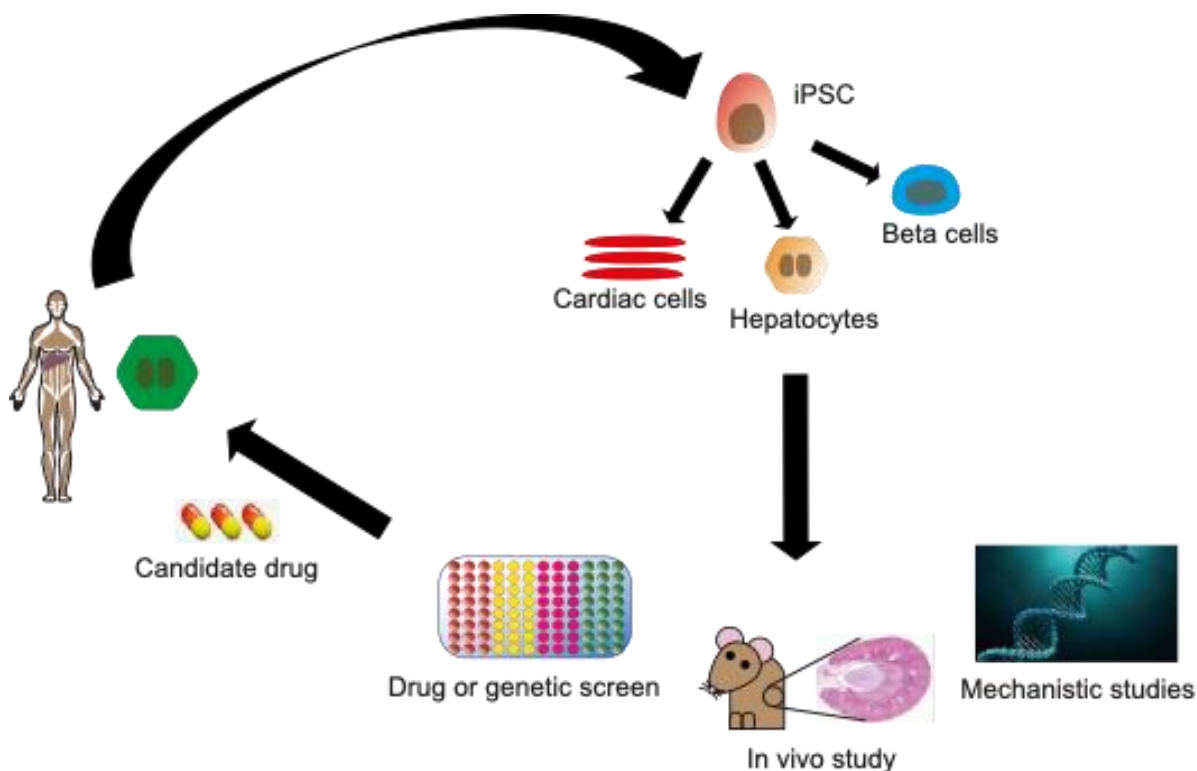 iPSC
Beta cells
Cardiac cells
Hepatocytes
Candidate drug
Drug or genetic screen
Mechanistic studies
In vivo study